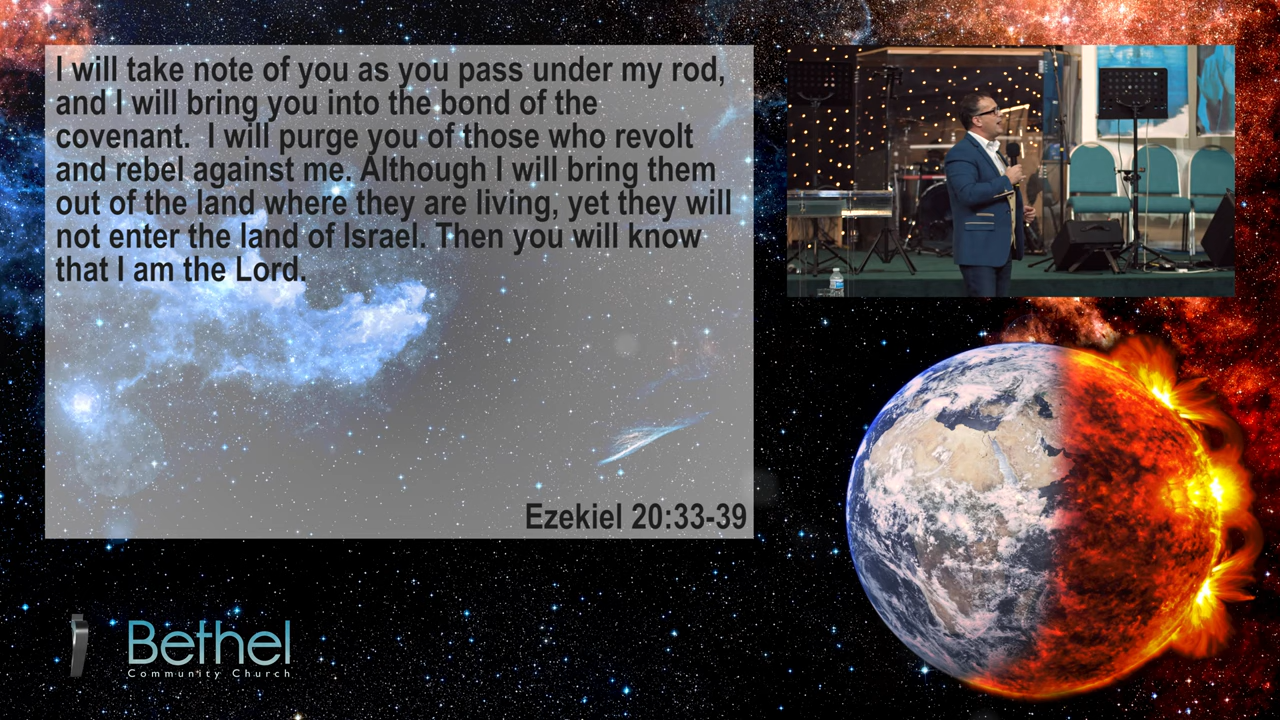 I will take note of you as you pass under my rod,
and I will bring you into the bond of the
covenant.  I will purge you of those who revolt
and rebel against me. Although I will bring them
out of the land where they are living, yet they will
not enter the land of Israel. Then you will know
that I am the Lord.
Ezekiel 20:33-39
Bethel
Community Church